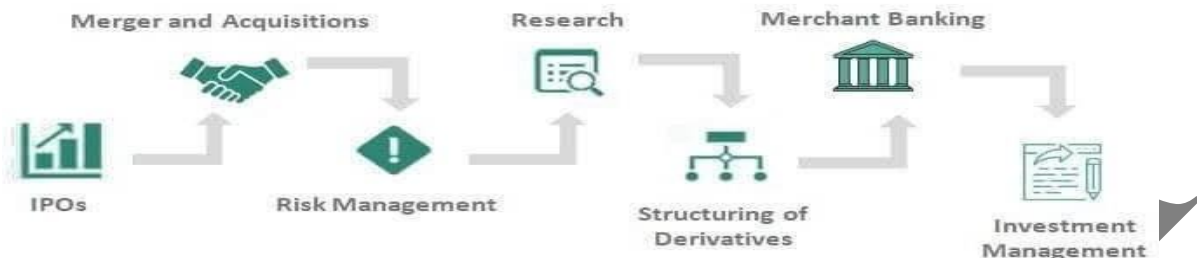 Merger and Acquisitions
Research
Merchant Banking
IPOs
Risk Management
Structuring of
Derivatives
Investment
Management